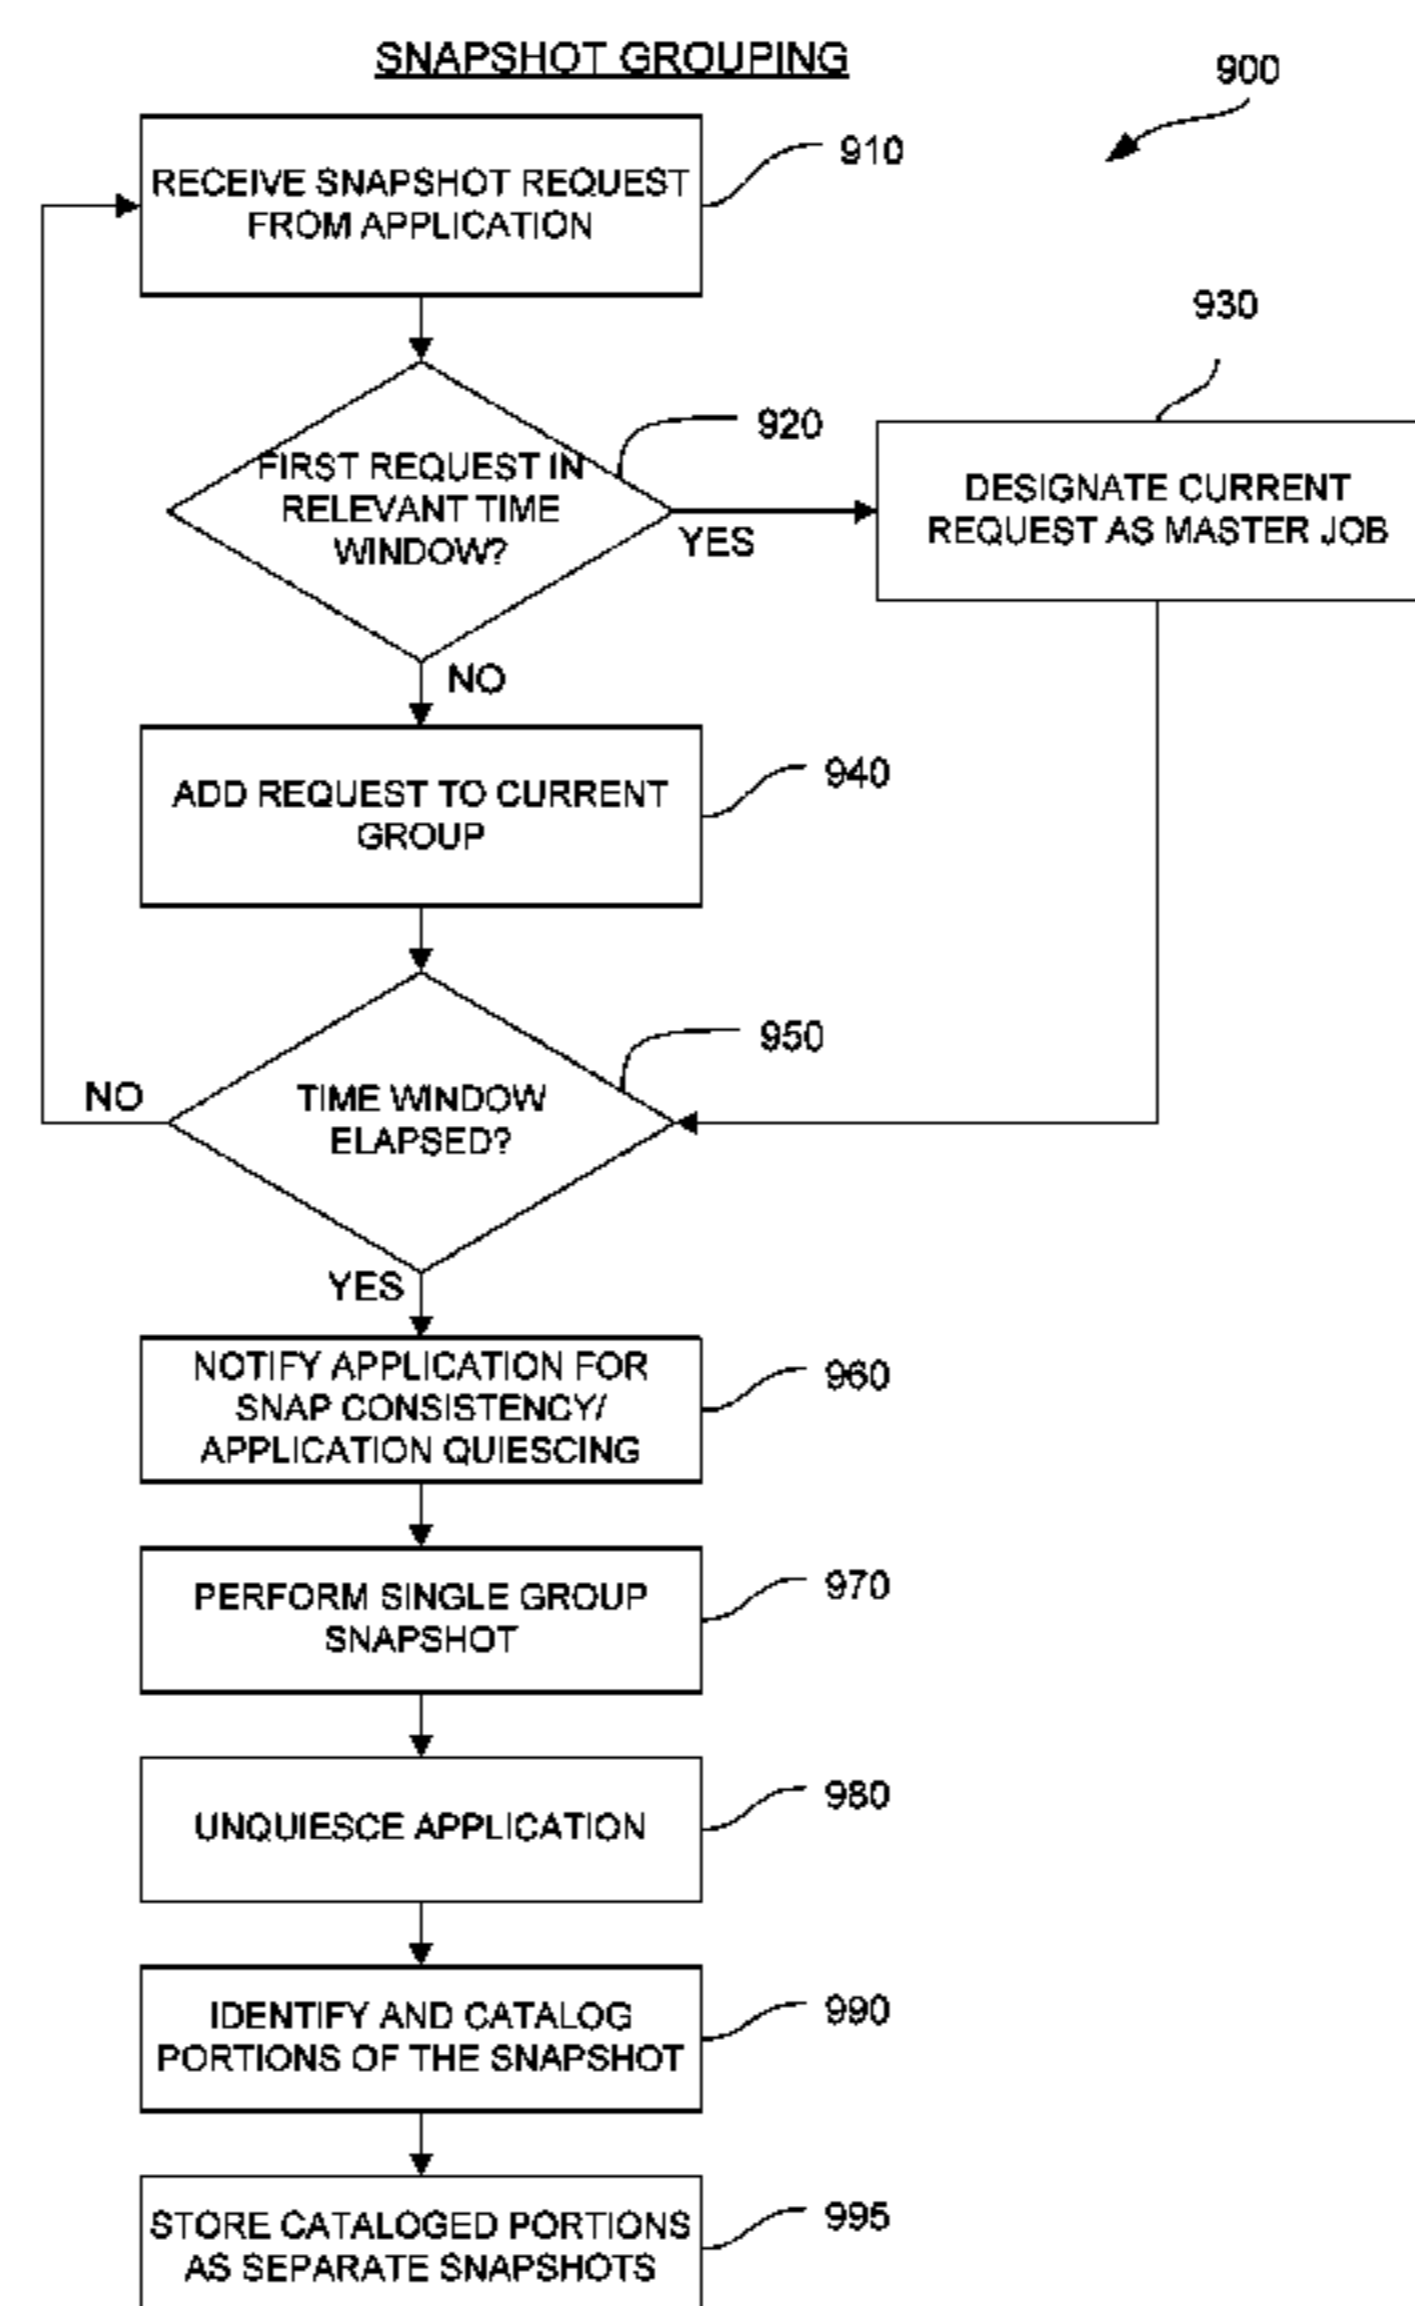 SNAPSHOT GROUPING
900
RECEIVE SNAPSHOT REQUEST
FROM APPLICATION
910
930
920
FIRST REQUEST IN
RELEVANT TIME
WINDOW?
YES
DESIGNATE CURRENT
REQUEST AS MASTER JOB
NO
ADD REQUEST TO CURRENT
GROUP
940
950
NO
TIME WINDOW
ELAPSED?
YES
NOTIFY APPLICATION FOR
SNAP CONSISTENCY/
APPLICATION QUIESCING
960
PERFORM SINGLE GROUP
SNAPSHOT
970
UNQUIESCE APPLICATION
980
IDENTIFY AND CATALOG
PORTIONS OF THE SNAPSHOT
990
STORE CATALOGED PORTIONS
AS SEPARATE SNAPSHOTS
995